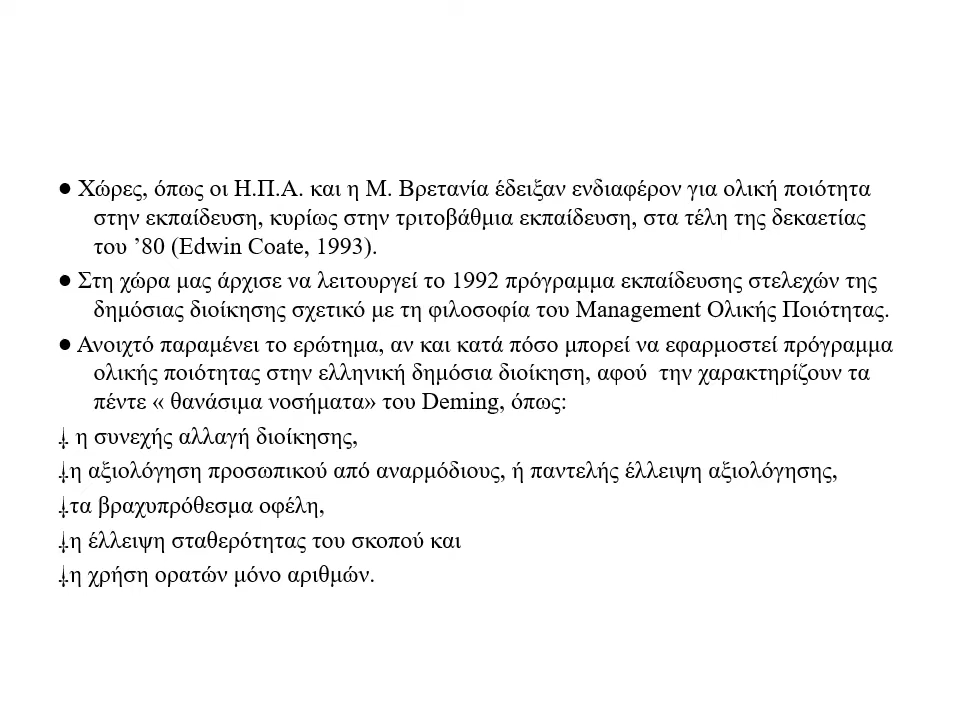 ● Χώρες, όπως οι Η.Π.Α. και η Μ. Βρετανία έδειξαν ενδιαφέρον για ολική ποιότητα
στην εκπαίδευση, κυρίως στην τριτοβάθμια εκπαίδευση, στα τέλη της δεκαετίας
του ’80 (Edwin Coate, 1993).
● Στη χώρα μας άρχισε να λειτουργεί το 1992 πρόγραμμα εκπαίδευσης στελεχών της
δημόσιας διοίκησης σχετικό με τη φιλοσοφία του Management Ολικής Ποιότητας.
● Ανοιχτό παραμένει το ερώτημα, αν και κατά πόσο μπορεί να εφαρμοστεί πρόγραμμα
ολικής ποιότητας στην ελληνική δημόσια διοίκηση, αφού  την χαρακτηρίζουν τα
πέντε « θανάσιμα νοσήματα» του Deming, όπως:
⸸ η συνεχής αλλαγή διοίκησης,
⸸η αξιολόγηση προσωπικού από αναρμόδιους, ή παντελής έλλειψη αξιολόγησης,
⸸τα βραχυπρόθεσμα οφέλη,
⸸η έλλειψη σταθερότητας του σκοπού και
⸸η χρήση ορατών μόνο αριθμών.